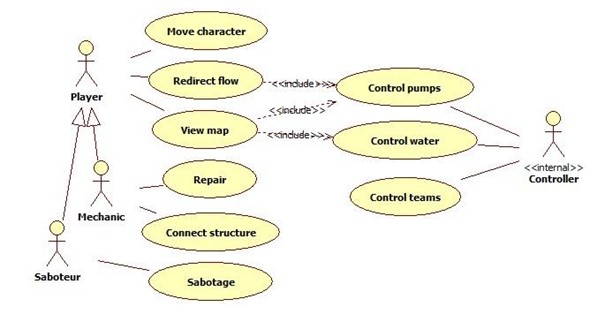 Move character
Player
Redirect flow
<<include>>
Control pumps
<<include>>
View map
<<include>>
Control water
<<internal>>
Controller
Repair
Mechanic
Control teams
Connect structure
Saboteur
Sabotage